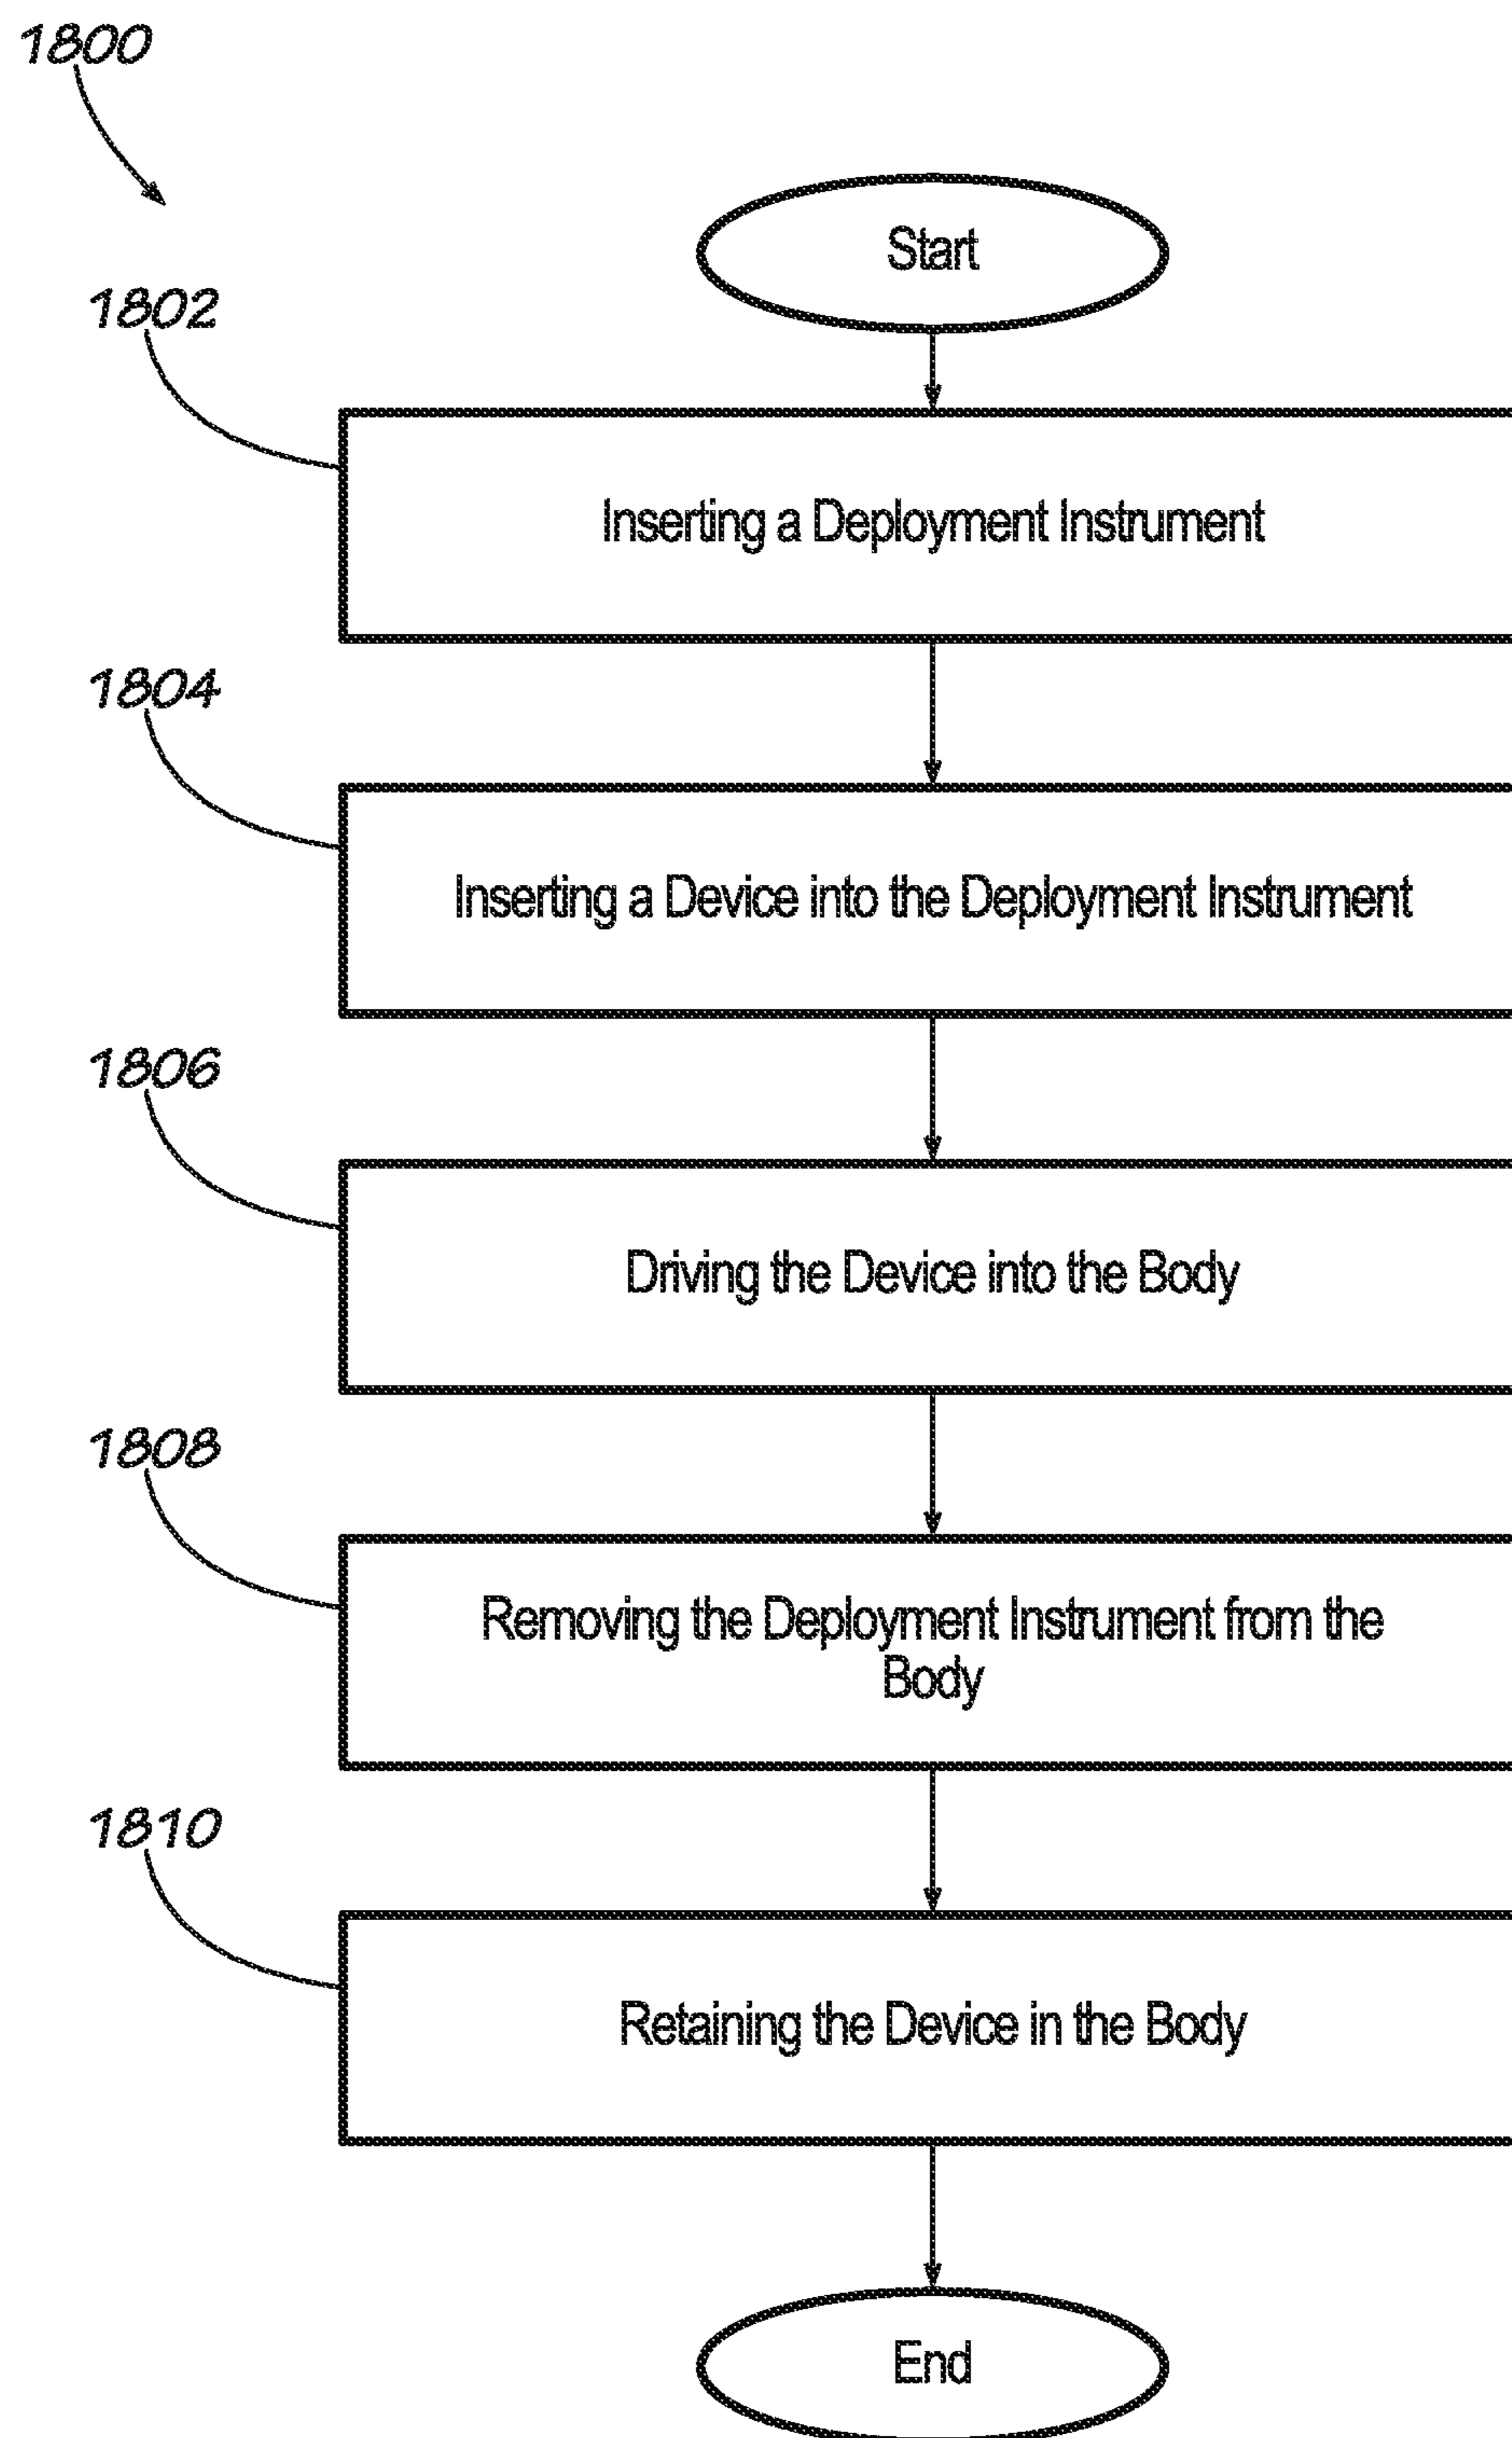 1800
Start
1802
Inserting a Deployment Instrument
1804
Inserting a Device into the Deployment Instrument
1806
Driving the Device into the Body
1808
Removing the Deployment Instrument from the
Body
1810
Retaining the Device in the Body
End